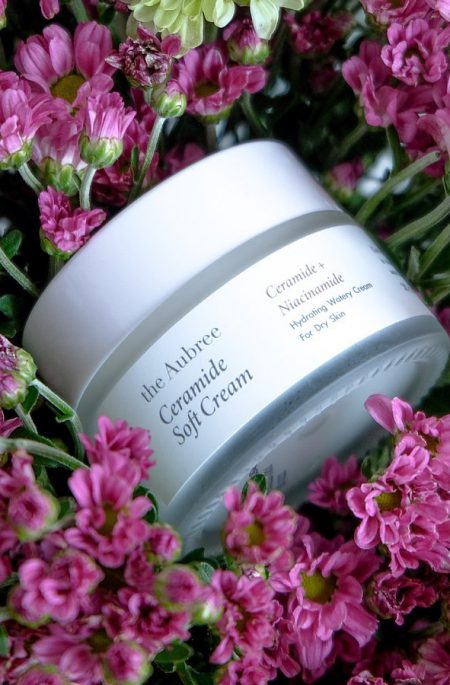 the Aubree
Ceramide
Soft Cream
Ceramide +
Niacinamide
Hydrating Watery Cream
For Dry Skin